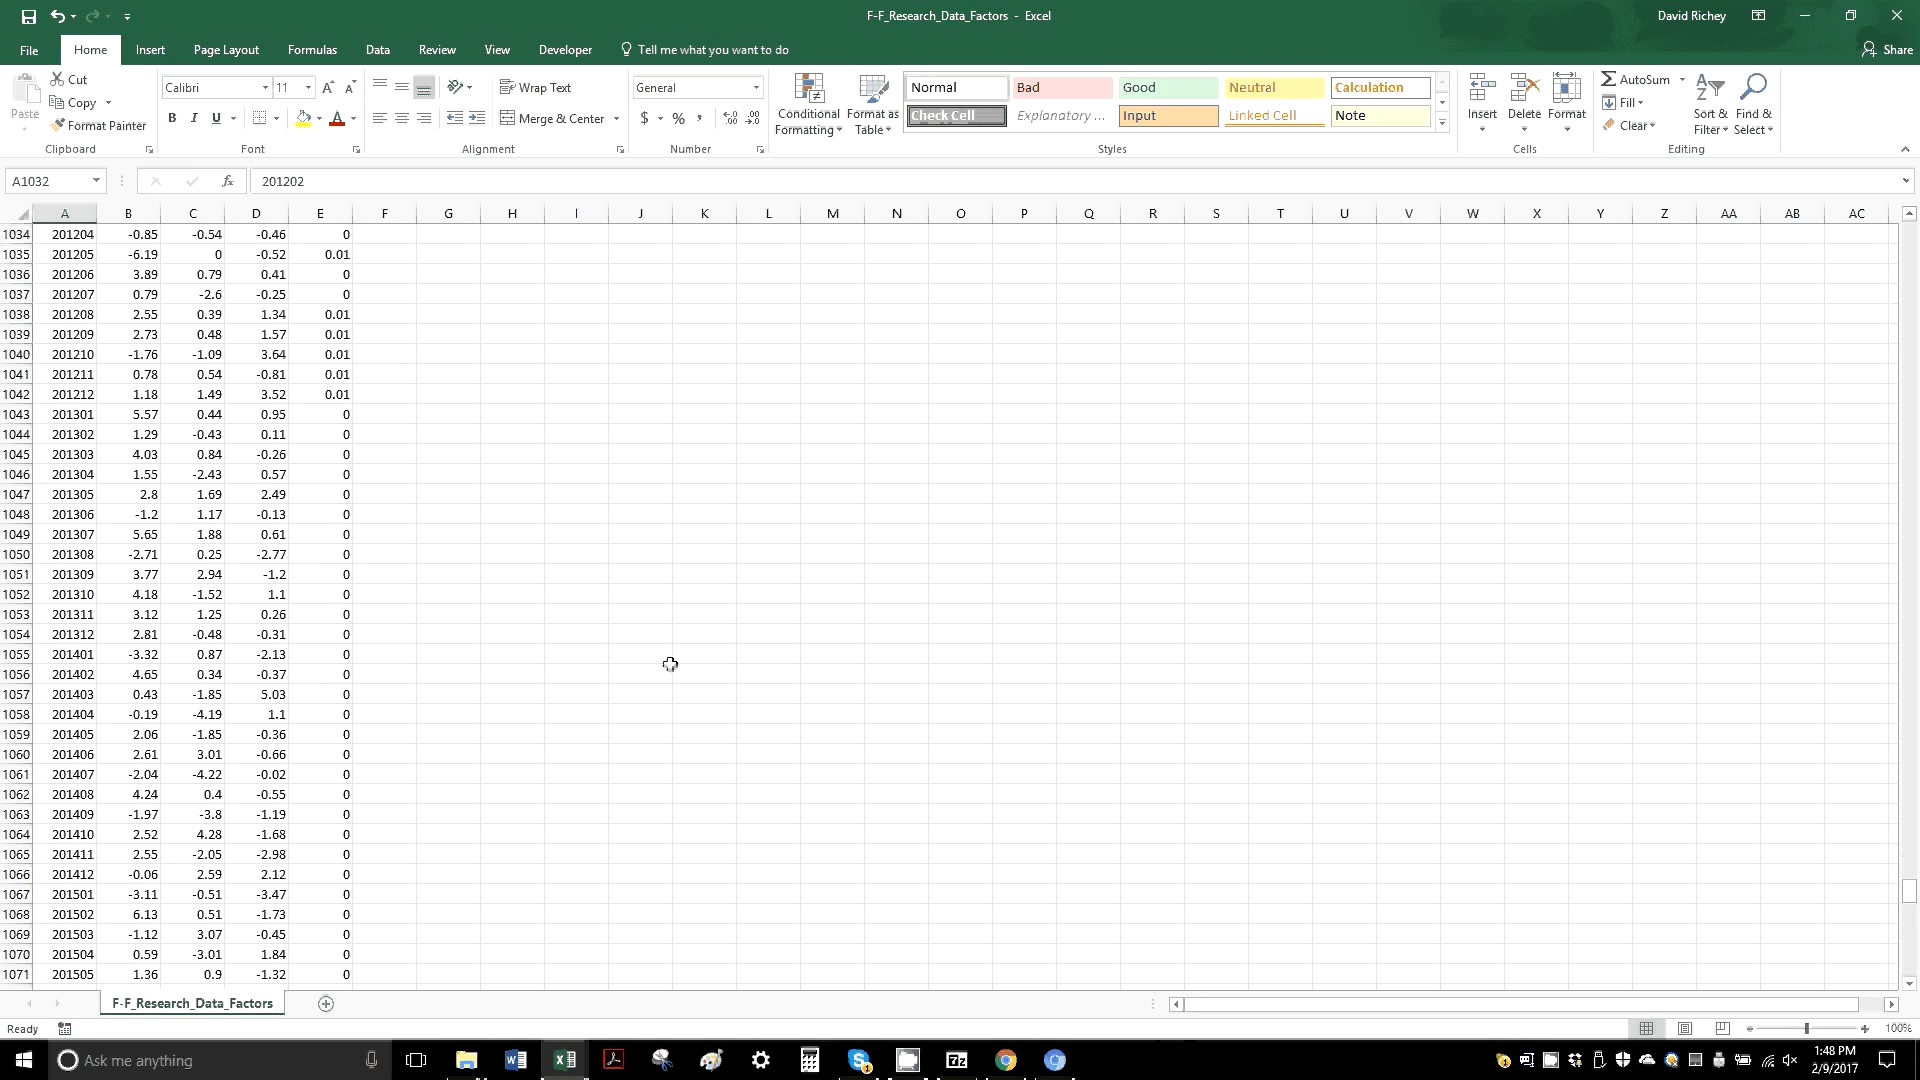 F-F_Research_Data_Factors - Excel
David Richey
File Home Insert Page Layout Formulas Data Review View Developer Tell me what you want to do Share
Paste
Cut
Copy
Format Painter
Clipboard
Calibri 11 A A
B I U A
Font
Wrap Text
Merge & Center
Alignment
General
$ % ,
Number
Conditional Formatting
Format as Table
Normal Bad Good Neutral Calculation
Check Cell Explanatory ... Input Linked Cell Note
Styles
Insert Delete Format
Cells
AutoSum
Fill
Clear
Sort & Filter
Find & Select
Editing
A1032 fx 201202
A B C D E F G H I J K L M N O P Q R S T U V W X Y Z AA AB AC
1034 201204 -0.85 -0.54 -0.46 0
1035 201205 -6.19 0 -0.52 0.01
1036 201206 3.89 0.79 0.41 0
1037 201207 0.79 -2.6 -0.25 0
1038 201208 2.55 0.39 1.34 0.01
1039 201209 2.73 0.48 1.57 0.01
1040 201210 -1.76 -1.09 3.64 0.01
1041 201211 0.78 0.54 -0.81 0.01
1042 201212 1.18 1.49 3.52 0.01
1043 201301 5.57 0.44 0.95 0
1044 201302 1.29 -0.43 0.11 0
1045 201303 4.03 0.84 -0.26 0
1046 201304 1.55 -2.43 0.57 0
1047 201305 2.8 1.69 2.49 0
1048 201306 -1.2 1.17 -0.13 0
1049 201307 5.65 1.88 0.61 0
1050 201308 -2.71 0.25 -2.77 0
1051 201309 3.77 2.94 -1.2 0
1052 201310 4.18 -1.52 1.1 0
1053 201311 3.12 1.25 0.26 0
1054 201312 2.81 -0.48 -0.31 0
1055 201401 -3.32 0.87 -2.13 0
1056 201402 4.65 0.34 -0.37 0
1057 201403 0.43 -1.85 5.03 0
1058 201404 -0.19 -4.19 1.1 0
1059 201405 2.06 -1.85 -0.36 0
1060 201406 2.61 3.01 -0.66 0
1061 201407 -2.04 -4.22 -0.02 0
1062 201408 4.24 0.4 -0.55 0
1063 201409 -1.97 -3.8 -1.19 0
1064 201410 2.52 4.28 -1.68 0
1065 201411 2.55 -2.05 -2.98 0
1066 201412 -0.06 2.59 2.12 0
1067 201501 -3.11 -0.51 -3.47 0
1068 201502 6.13 0.51 -1.73 0
1069 201503 -1.12 3.07 -0.45 0
1070 201504 0.59 -3.01 1.84 0
1071 201505 1.36 0.9 -1.32 0
F-F_Research_Data_Factors
Ready 100%
Ask me anything
7z
1:48 PM
2/9/2017